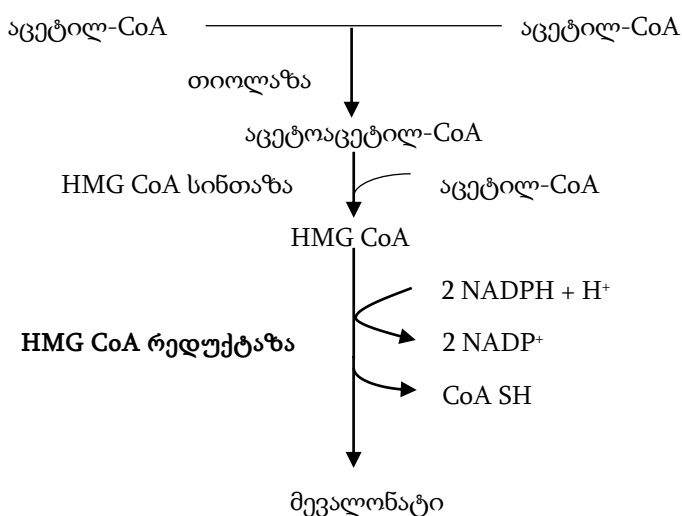 აცეტილ-CoA აცეტილ-CoA
თიოლაზა
აცეტოაცეტილ-CoA
HMG CoA სინთაზა აცეტილ-CoA
HMG CoA
2 NADPH + H⁺
HMG CoA რედუქტაზა 2 NADP⁺
CoA SH
მევალონატი